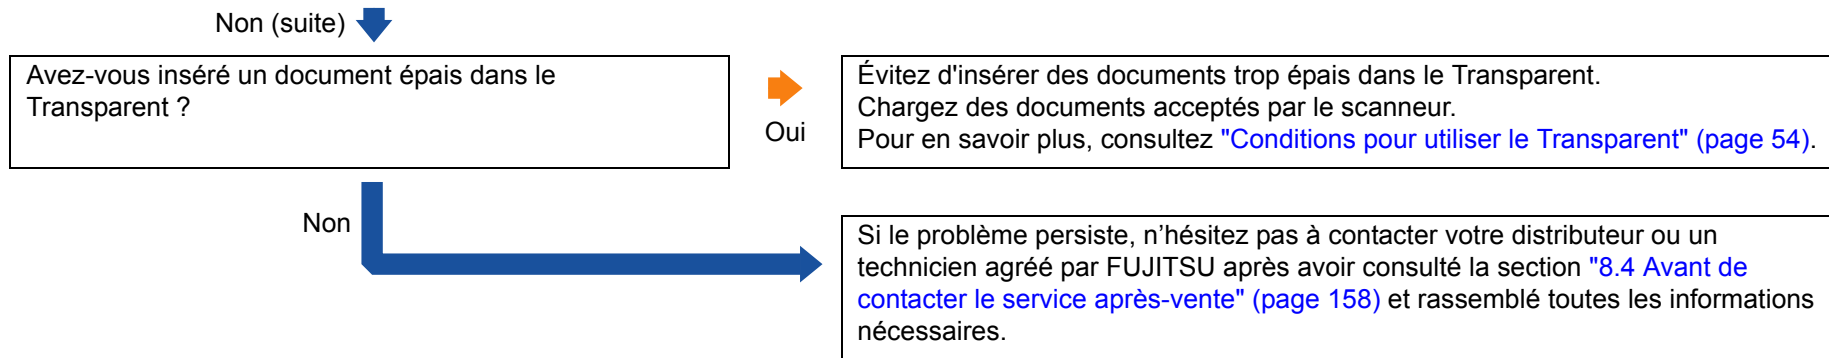 Non (suite)
Avez-vous inséré un document épais dans le
Transparent ?
Oui
Évitez d'insérer des documents trop épais dans le Transparent.
Chargez des documents acceptés par le scanneur.
Pour en savoir plus, consultez "Conditions pour utiliser le Transparent" (page 54).
Non
Si le problème persiste, n’hésitez pas à contacter votre distributeur ou un
technicien agréé par FUJITSU après avoir consulté la section "8.4 Avant de
contacter le service après-vente" (page 158) et rassemblé toutes les informations
nécessaires.